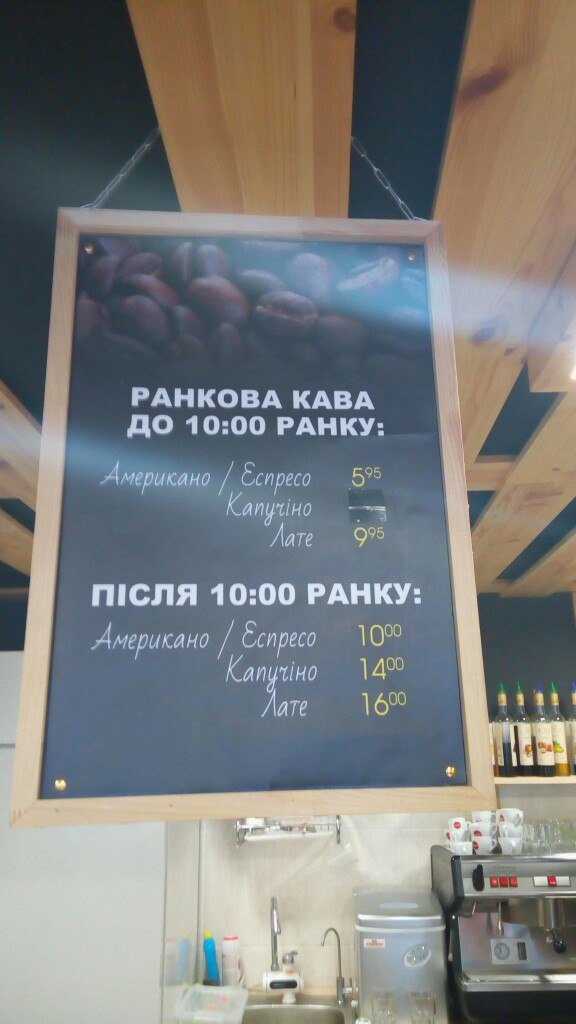 РАНКОВА КАВА
ДО 10:00 РАНКУ:
Американо / Еспресо 5⁹⁵
Капучіно
Лате 9⁹⁵
ПІСЛЯ 10:00 РАНКУ:
Американо / Еспресо 10⁰⁰
Капучіно 14⁰⁰
Лате 16⁰⁰